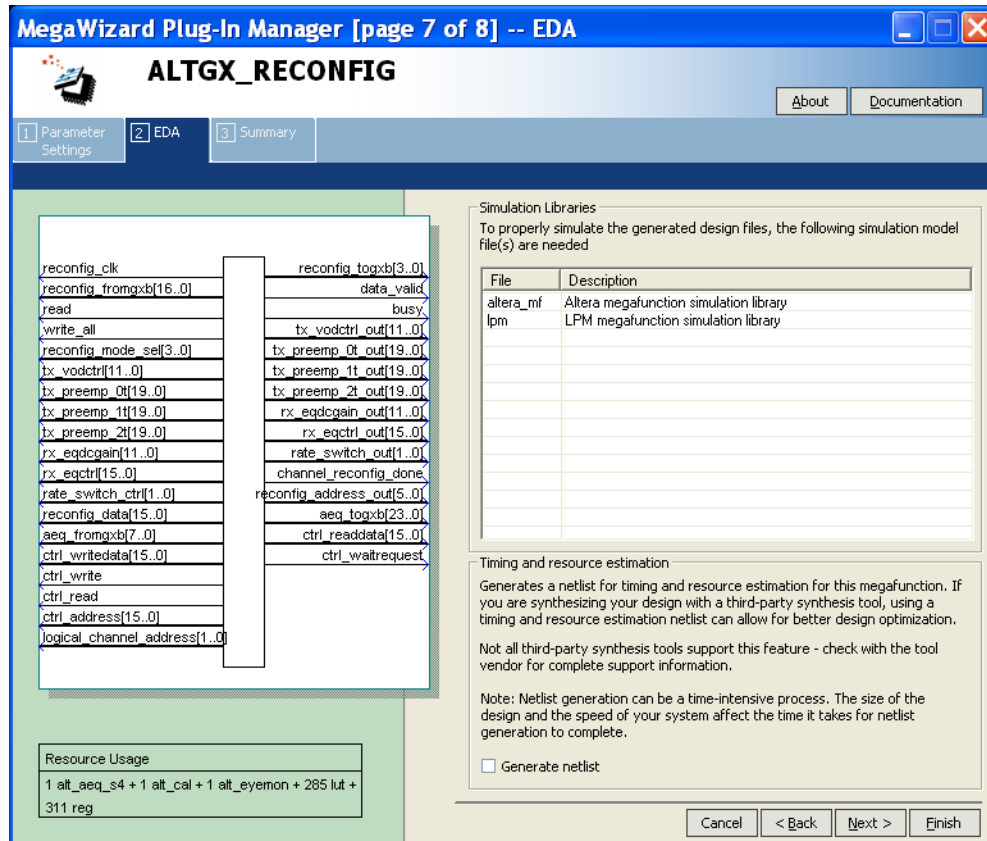 MegaWizard Plug-In Manager [page 7 of 8] -- EDA
ALTGX_RECONFIG
About
Documentation
1 Parameter Settings
2 EDA
3 Summary
reconfig_clk
reconfig_fromgxb[16..0]
read
write_all
reconfig_mode_sel[3..0]
tx_vodctrl[11..0]
tx_preemp_0t[19..0]
tx_preemp_1t[19..0]
tx_preemp_2t[19..0]
rx_eqdcgain[11..0]
rx_eqctrl[15..0]
rate_switch_ctrl[1..0]
reconfig_data[15..0]
aeq_fromgxb[7..0]
ctrl_writedata[15..0]
ctrl_write
ctrl_read
ctrl_address[15..0]
logical_channel_address[1..0]
reconfig_togxb[3..0]
data_valid
busy
tx_vodctrl_out[11..0]
tx_preemp_0t_out[19..0]
tx_preemp_1t_out[19..0]
tx_preemp_2t_out[19..0]
rx_eqdcgain_out[11..0]
rx_eqctrl_out[15..0]
rate_switch_out[1..0]
channel_reconfig_done
reconfig_address_out[5..0]
aeq_togxb[23..0]
ctrl_readdata[15..0]
ctrl_waitrequest
Resource Usage
1 alt_aeq_s4 + 1 alt_cal + 1 alt_eyemon + 285 lut +
311 reg
Simulation Libraries
To properly simulate the generated design files, the following simulation model
file(s) are needed
File Description
altera_mf Altera megafunction simulation library
lpm LPM megafunction simulation library
Timing and resource estimation
Generates a netlist for timing and resource estimation for this megafunction. If
you are synthesizing your design with a third-party synthesis tool, using a
timing and resource estimation netlist can allow for better design optimization.
Not all third-party synthesis tools support this feature - check with the tool
vendor for complete support information.
Note: Netlist generation can be a time-intensive process. The size of the
design and the speed of your system affect the time it takes for netlist
generation to complete.
Generate netlist
Cancel
< Back
Next >
Finish